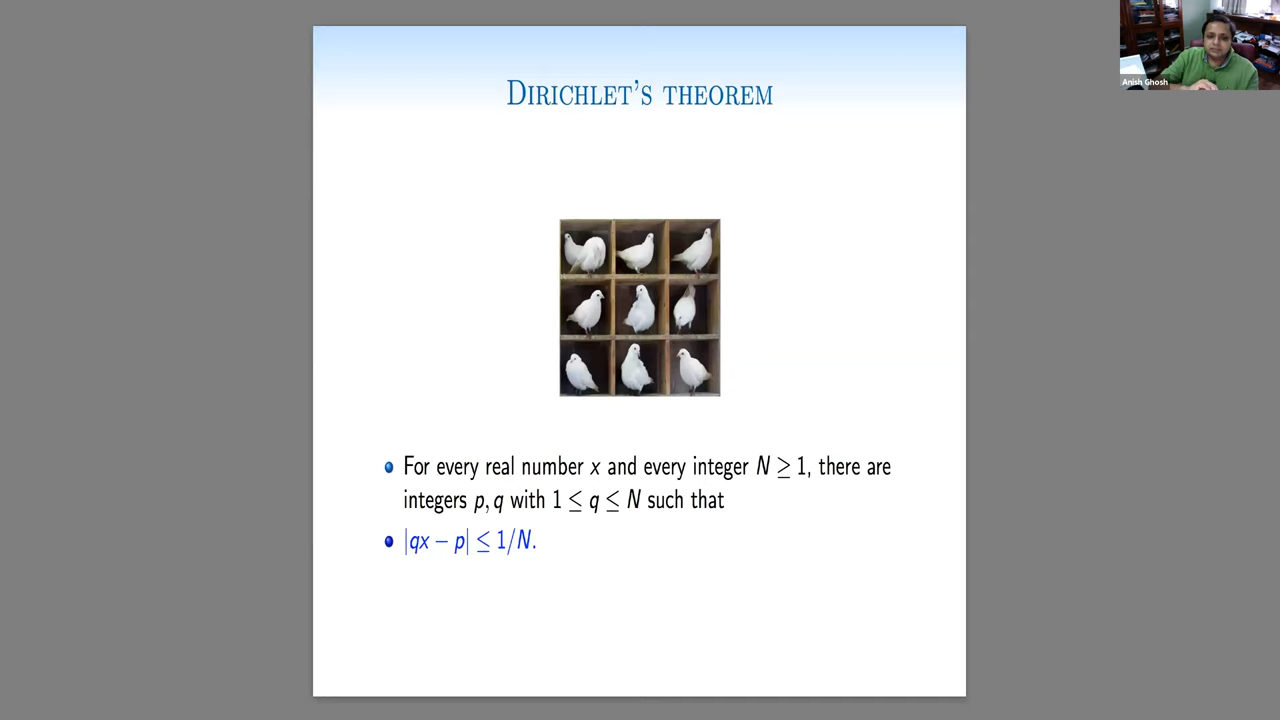 Dirichlet's theorem
Anish Ghosh
For every real number x and every integer N ≥ 1, there are
integers p, q with 1 ≤ q ≤ N such that
|qx − p| ≤ 1/N.